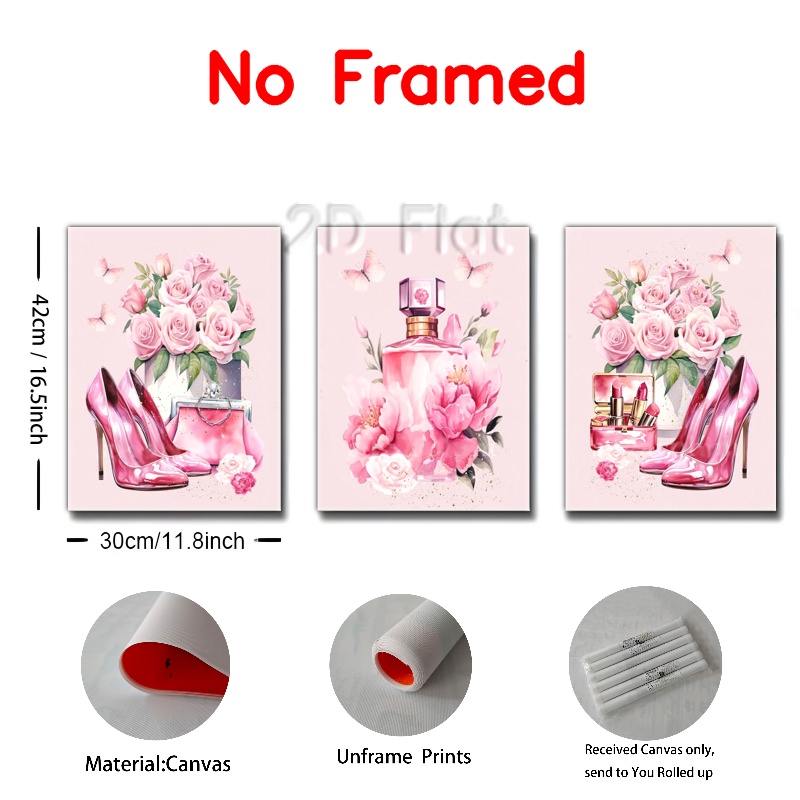 No Framed
2D Flat
42cm / 16.5inch
30cm/11.8inch
Material:Canvas
Unframe Prints
Received Canvas only,
send to You Rolled up